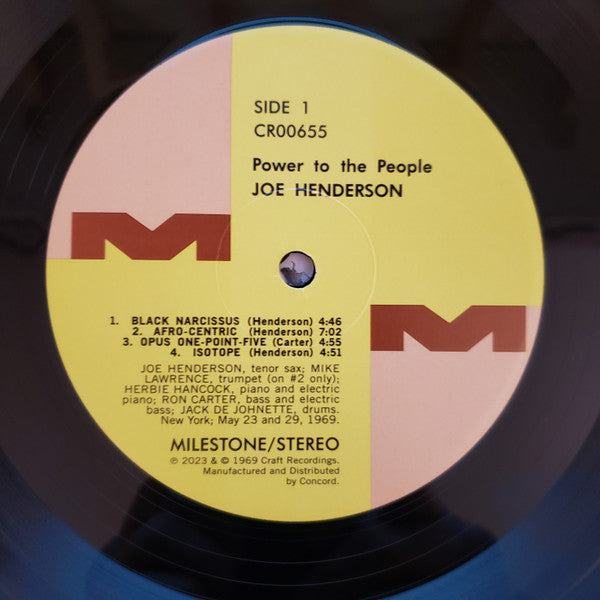 SIDE 1
CR00655
Power to the People
JOE HENDERSON
M
M
1. BLACK NARCISSUS (Henderson) 4:46
2. AFRO-CENTRIC (Henderson) 7:02
3. OPUS ONE-POINT-FIVE (Carter) 4:55
4. ISOTOPE (Henderson) 4:51
JOE HENDERSON, tenor sax; MIKE
LAWRENCE, trumpet (on #2 only);
HERBIE HANCOCK, piano and electric
piano; RON CARTER, bass and electric
bass; JACK DE JOHNETTE, drums.
New York; May 23 and 29, 1969.
MILESTONE/STEREO
℗ 2023 & © 1969 Craft Recordings.
Manufactured and Distributed
by Concord.